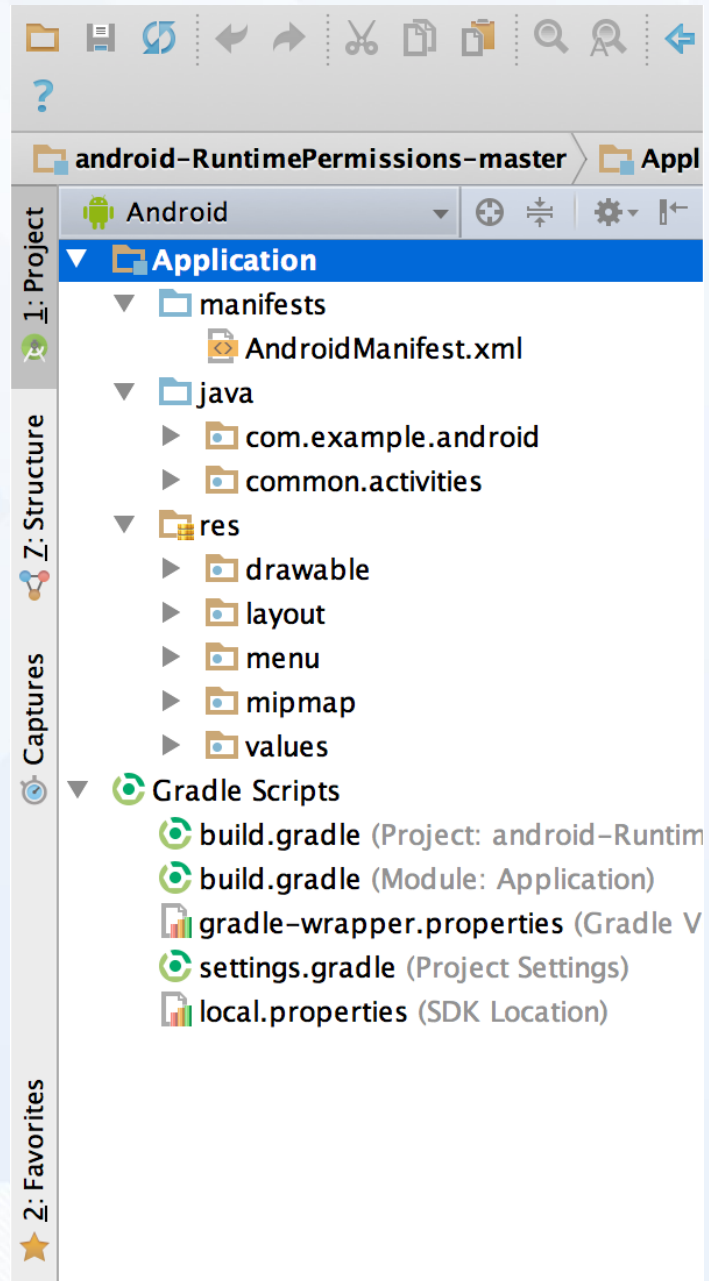 ?
android-RuntimePermissions-master
Appl
Android
1: Project
7: Structure
Captures
2: Favorites
Application
manifests
AndroidManifest.xml
java
com.example.android
common.activities
res
drawable
layout
menu
mipmap
values
Gradle Scripts
build.gradle (Project: android-Runtim
build.gradle (Module: Application)
gradle-wrapper.properties (Gradle V
settings.gradle (Project Settings)
local.properties (SDK Location)